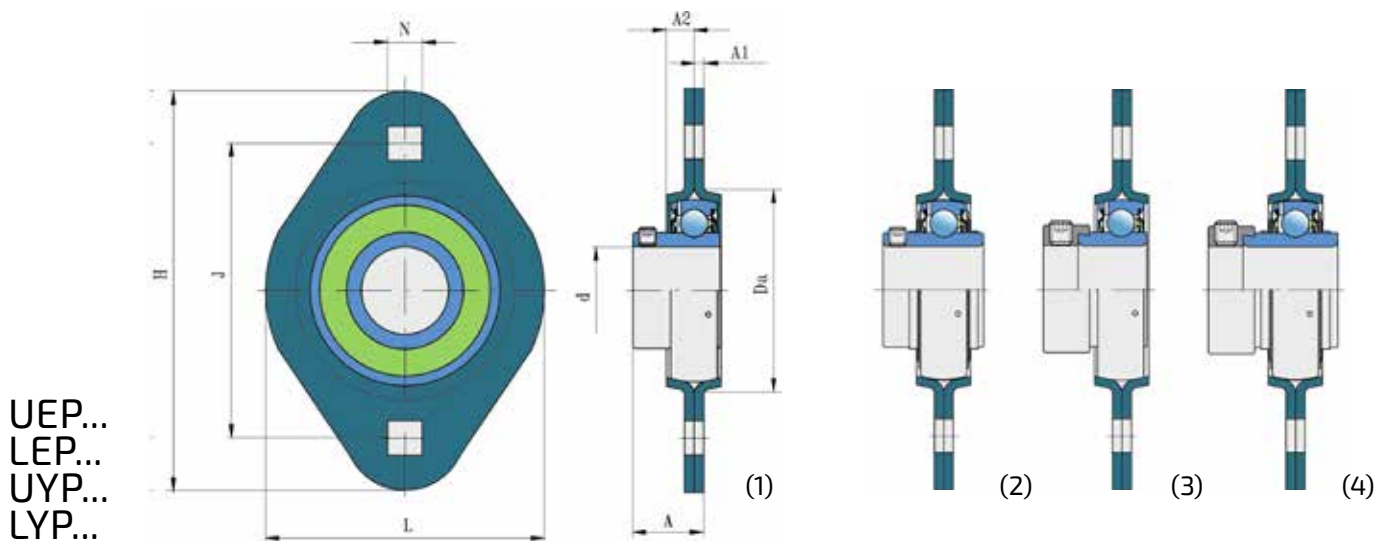 A2
N
A1
H
J
d
Da
UEP...
LEP...
UYP...
LYP...
(1)
(2)
(3)
(4)
A
L